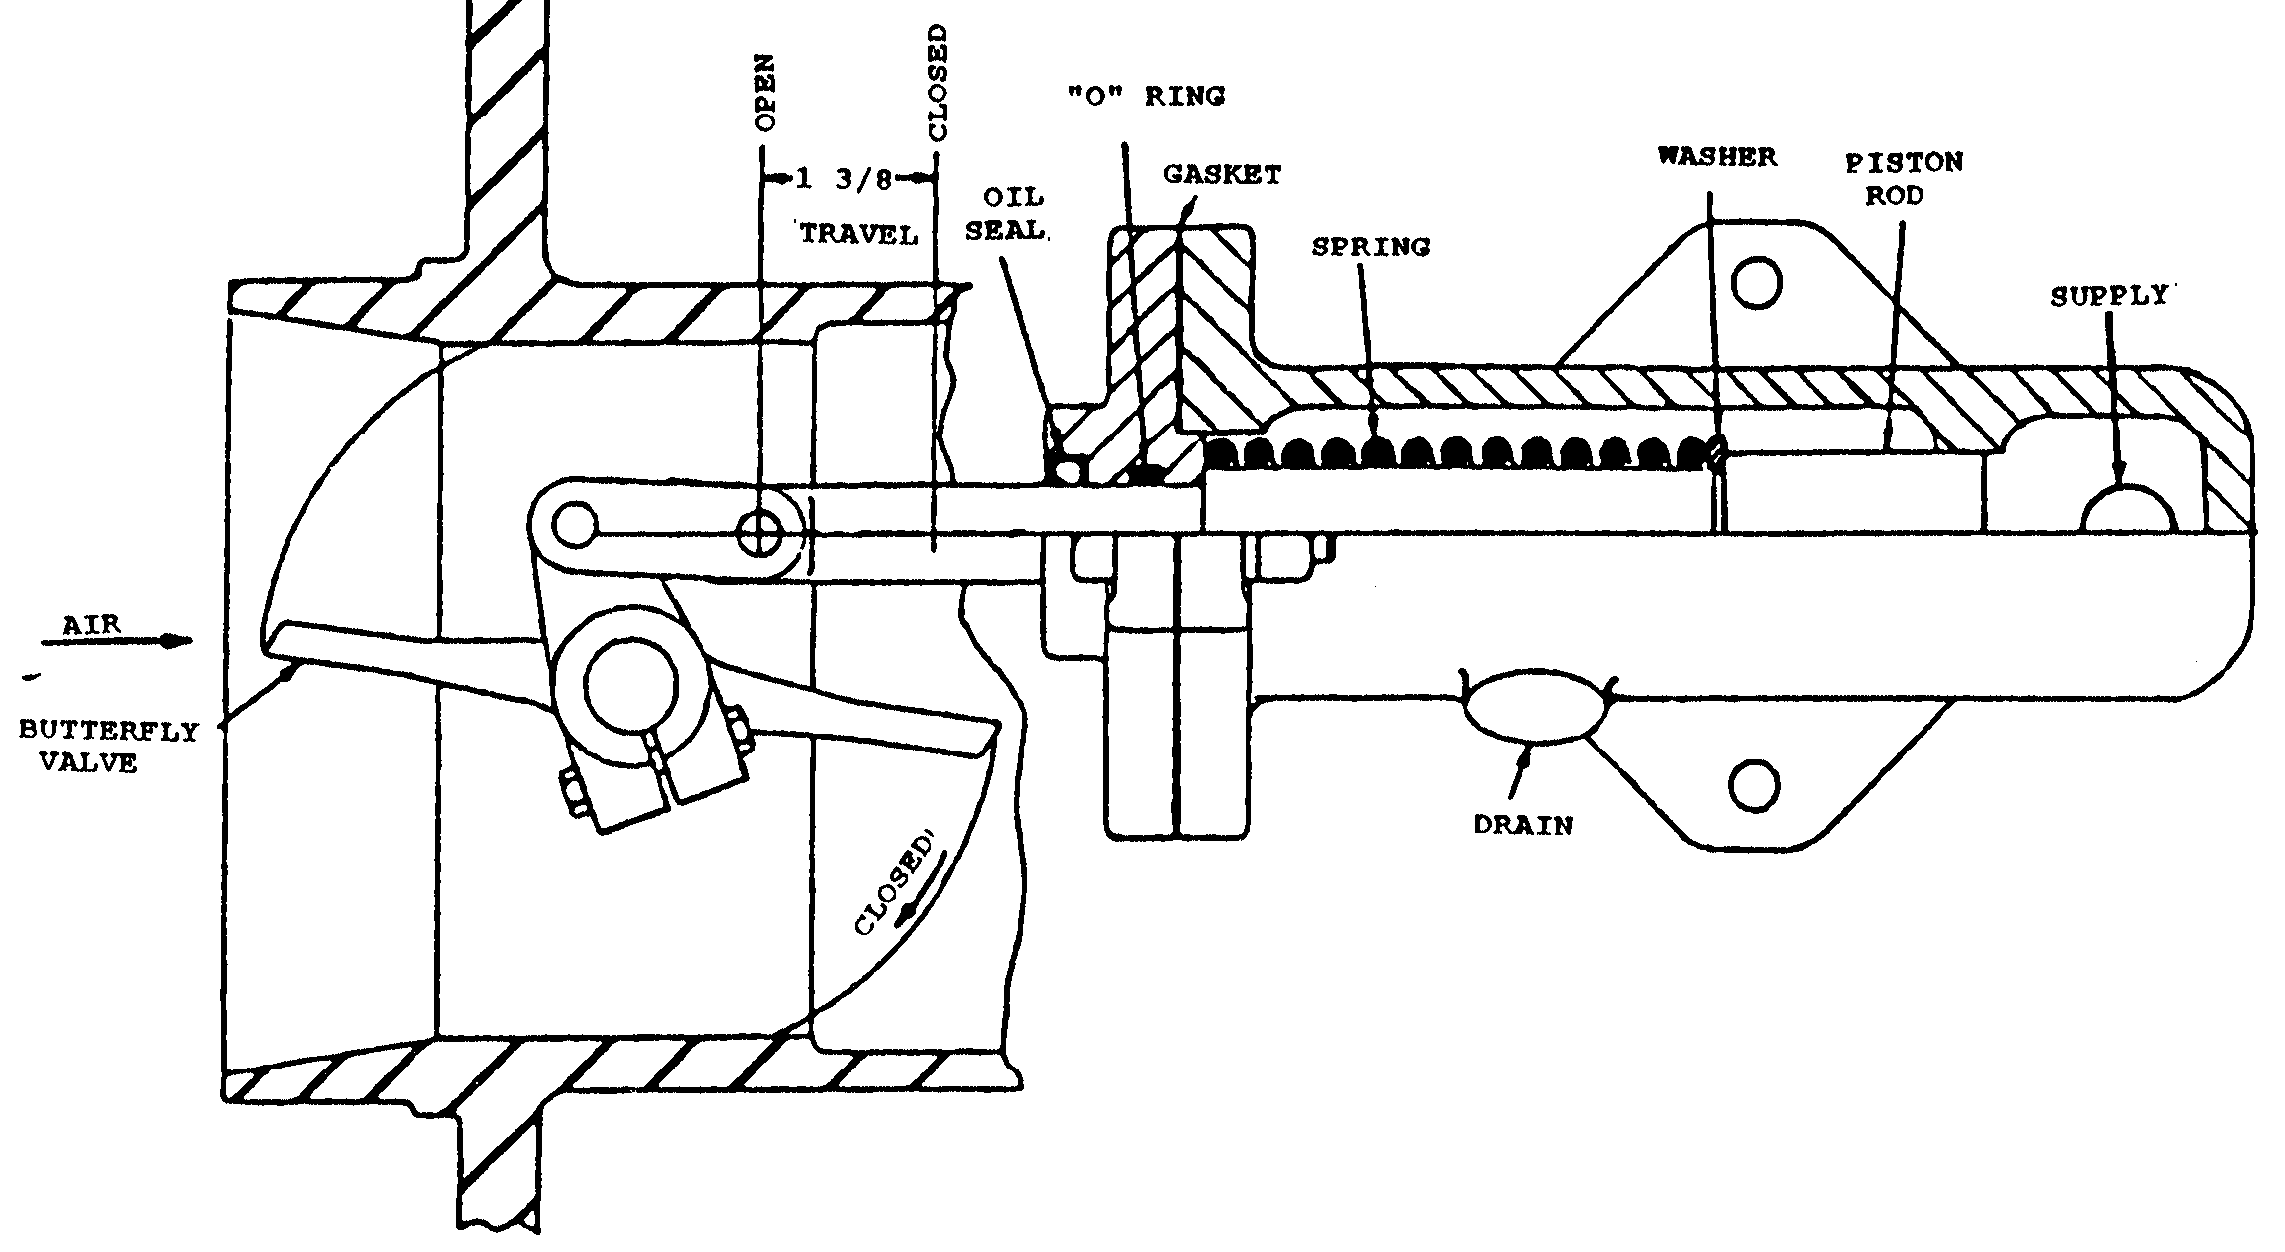 OPEN
CLOSED
1 3/8
TRAVEL
"O" RING
GASKET
OIL
SEAL
SPRING
WASHER
PISTON
ROD
SUPPLY
AIR
BUTTERFLY
VALVE
CLOSED
DRAIN